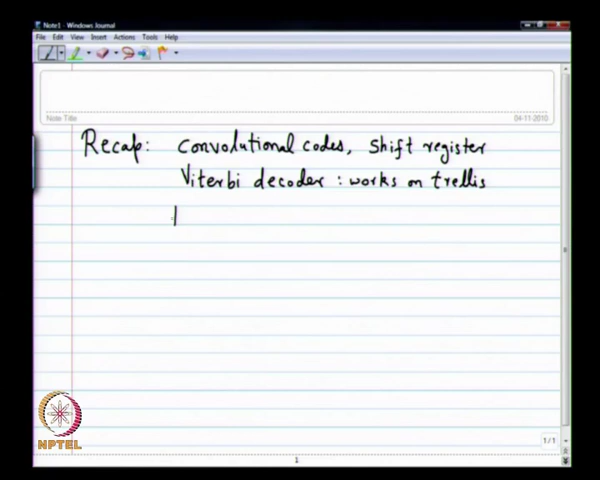 Note1 - Windows Journal
File Edit View Insert Actions Tools Help
Note Title
04-11-2010
Recap: Convolutional codes, Shift register
Viterbi decoder : works on trellis
NPTEL
1/1
1